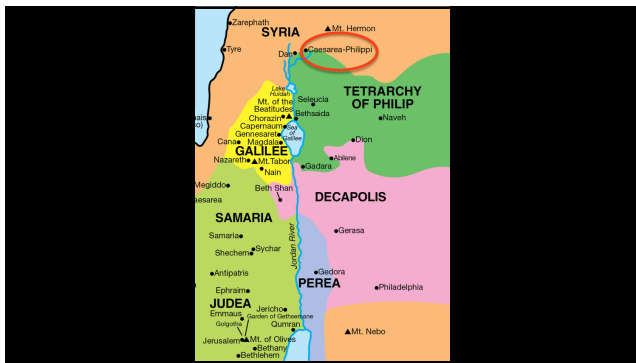 Zarephath
Mt. Hermon
SYRIA
Tyre
Dan
Caesarea-Philippi
Lake
Huldah
Mt. of the
Beatitudes
Seleucia
TETRARCHY
OF PHILIP
Chorazin
Bethsaida
Naveh
Capernaum
Gennesaret
Sea
of
Galilee
Cana
Magdala
Dion
GALILEE
Nazareth
Mt.Tabor
Abilene
Gadara
Nain
Megiddo
Beth Shan
DECAPOLIS
aesarea
SAMARIA
Samaria
Gerasa
Sychar
Shechem
Jordan River
Antipatris
Gedora
PEREA
Philadelphia
Ephraim
JUDEA
Jericho
Emmaus
Garden of Gethsemane
Golgotha
Qumran
Mt. Nebo
Jerusalem
Mt. of Olives
Bethany
Bethlehem